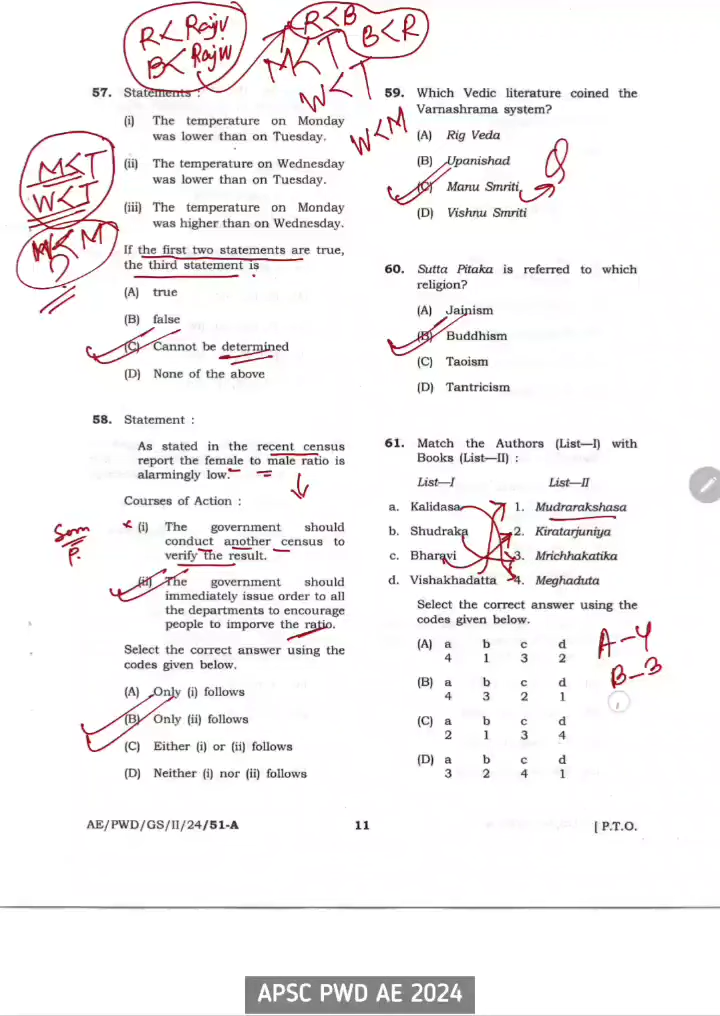 R < Rajiv
B < Rajiv
R < B
B < R
M < T
W < T
W < M
57. Statements :
(i) The temperature on Monday
was lower than on Tuesday.
(ii) The temperature on Wednesday
was lower than on Tuesday.
(iii) The temperature on Monday
was higher than on Wednesday.
M < T
W < T
W < M
?
If the first two statements are true,
the third statement is
(A) true
(B) false
(C) Cannot be determined
(D) None of the above
58. Statement :
As stated in the recent census
report the female to male ratio is
alarmingly low.
Courses of Action :
(i) The government should
conduct another census to
verify the result.
(ii) The government should
immediately issue order to all
the departments to encourage
people to imporve the ratio.
Select the correct answer using the
codes given below.
(A) Only (i) follows
(B) Only (ii) follows
(C) Either (i) or (ii) follows
(D) Neither (i) nor (ii) follows
59. Which Vedic literature coined the
Varnashrama system?
(A) Rig Veda
(B) Upanishad
(C) Manu Smriti
(D) Vishnu Smriti
60. Sutta Pitaka is referred to which
religion?
(A) Jainism
(B) Buddhism
(C) Taoism
(D) Tantricism
61. Match the Authors (List—I) with
Books (List—II) :
List—I List—II
a. Kalidasa 1. Mudrarakshasa
b. Shudraka 2. Kiratarjuniya
c. Bharavi 3. Mrichhakatika
d. Vishakhadatta 4. Meghaduta
Select the correct answer using the
codes given below.
(A) a b c d
4 1 3 2
(B) a b c d
4 3 2 1
(C) a b c d
2 1 3 4
(D) a b c d
3 2 4 1
A – 4
B – 3
AE/PWD/GS/II/24/51-A 11 [ P.T.O.
APSC PWD AE 2024